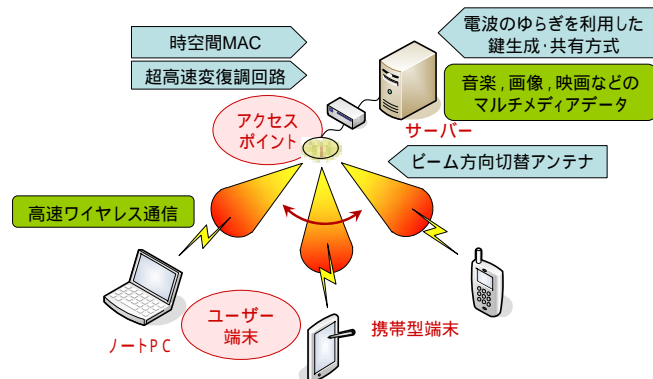 時空間MAC
電波のゆらぎを利用した
鍵生成・共有方式
超高速変復調回路
音楽,画像,映画などの
マルチメディアデータ
アクセス
ポイント
サーバー
ビーム方向切替アンテナ
高速ワイヤレス通信
ユーザー
端末
携帯型端末
ノートPC